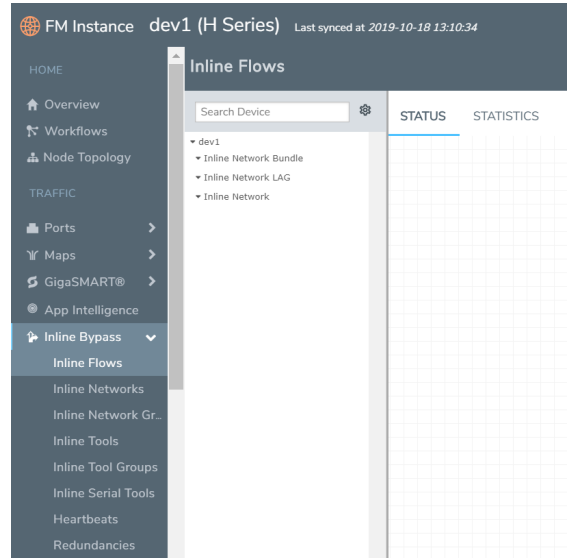 FM Instance dev1 (H Series) Last synced at 2019-10-18 13:10:34
HOME
Overview
Workflows
Node Topology
TRAFFIC
Ports
Maps
GigaSMART®
App Intelligence
Inline Bypass
Inline Flows
Inline Networks
Inline Network Gr...
Inline Tools
Inline Tool Groups
Inline Serial Tools
Heartbeats
Redundancies
Inline Flows
Search Device
dev1
Inline Network Bundle
Inline Network LAG
Inline Network
STATUS STATISTICS